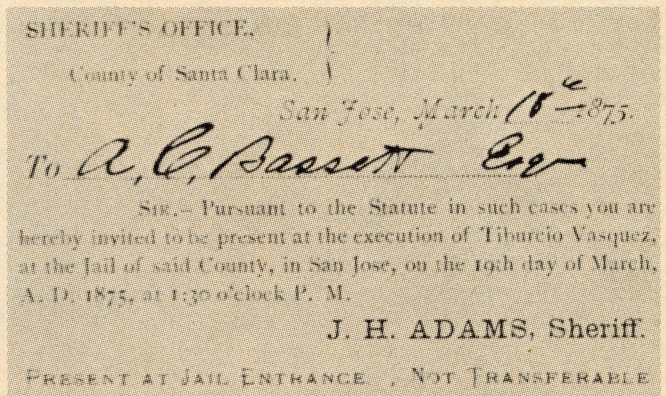 SHERIFF'S OFFICE,
County of Santa Clara.
San Jose, March 18th 1875.
To A. C. Bassett Esq
SIR.– Pursuant to the Statute in such cases you are
hereby invited to be present at the execution of Tiburcio Vasquez,
at the Jail of said County, in San Jose, on the 19th day of March,
A. D. 1875, at 1:30 o'clock P. M.
J. H. ADAMS, Sheriff.
PRESENT AT JAIL ENTRANCE , NOT TRANSFERABLE